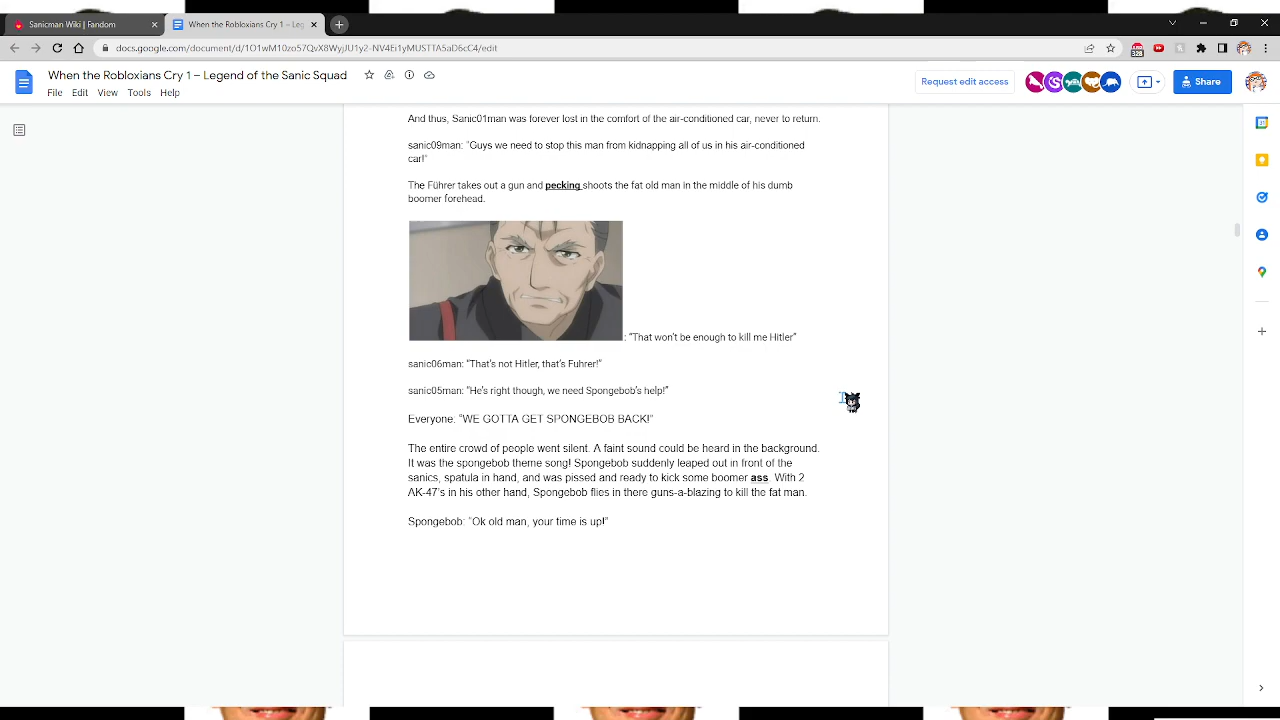 Sanicman Wiki | Fandom
When the Robloxians Cry 1 – Leg
docs.google.com/document/d/1O1wM10zo57QvX8WyjJU1y2-NV4Ei1yMUSTTA5aD6cC4/edit
When the Robloxians Cry 1 – Legend of the Sanic Squad
Request edit access
Share
File Edit View Tools Help
And thus, Sanic01man was forever lost in the comfort of the air-conditioned car, never to return.
sanic09man: "Guys we need to stop this man from kidnapping all of us in his air-conditioned
car!"
The Führer takes out a gun and pecking shoots the fat old man in the middle of his dumb
boomer forehead.
: "That won't be enough to kill me Hitler"
sanic06man: "That's not Hitler, that's Fuhrer!"
sanic05man: "He's right though, we need Spongebob's help!"
Everyone: "WE GOTTA GET SPONGEBOB BACK!"
The entire crowd of people went silent. A faint sound could be heard in the background.
It was the spongebob theme song! Spongebob suddenly leaped out in front of the
sanics, spatula in hand, and was pissed and ready to kick some boomer ass. With 2
AK-47's in his other hand, Spongebob flies in there guns-a-blazing to kill the fat man.
Spongebob: "Ok old man, your time is up!"